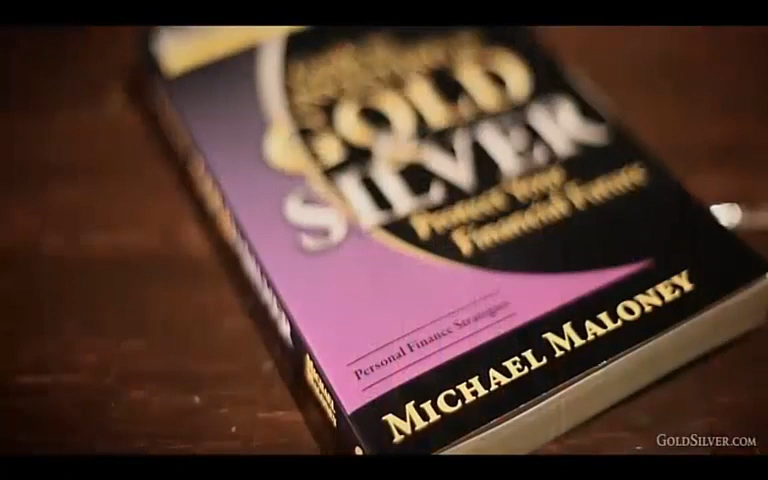 GOLD
&
SILVER
Protect Your
Financial Future
Personal Finance Strategies
MICHAEL MALONEY
GOLDSILVER.COM